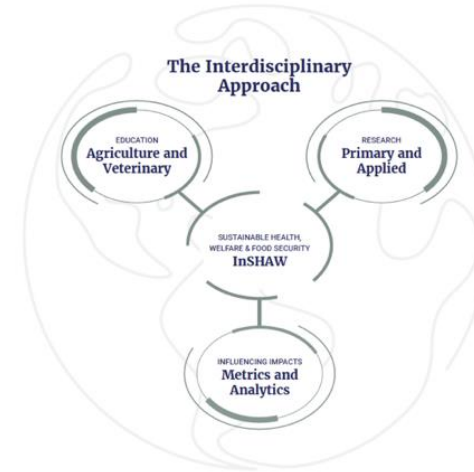 The Interdisciplinary
Approach
EDUCATION
Agriculture and
Veterinary
RESEARCH
Primary and
Applied
SUSTAINABLE HEALTH,
WELFARE & FOOD SECURITY
InSHAW
INFLUENCING IMPACTS
Metrics and
Analytics